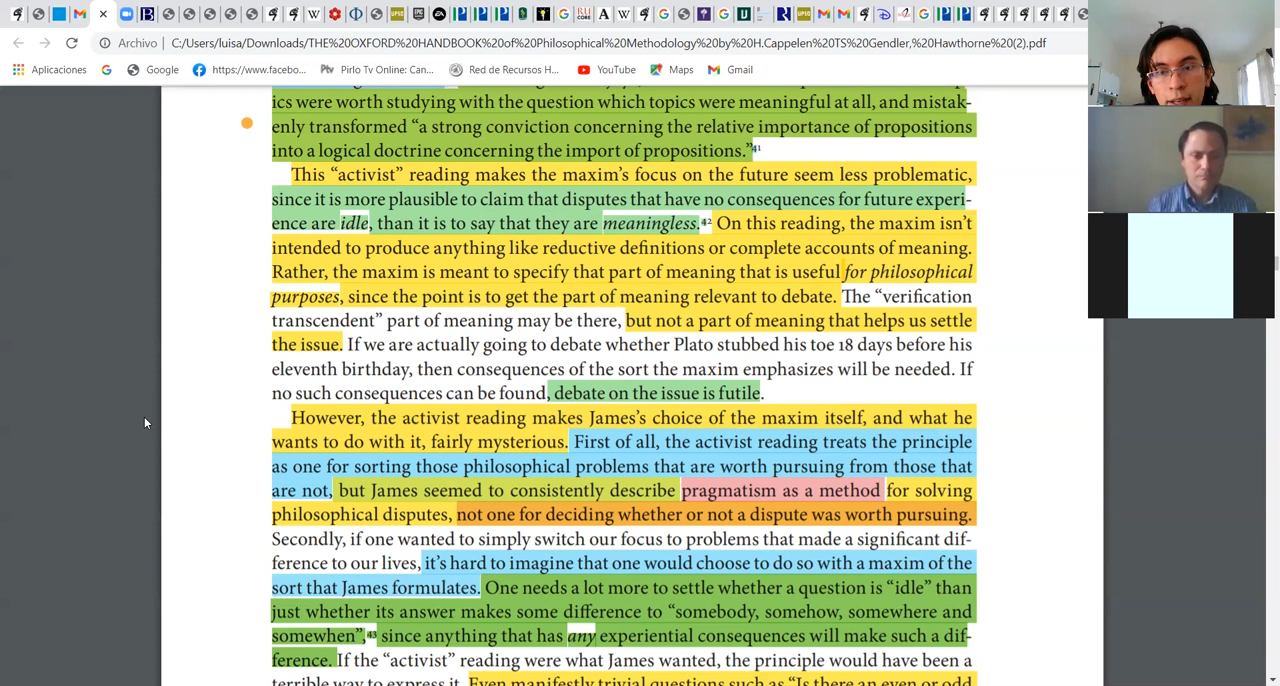 Archivo
C:/Users/luisa/Downloads/THE%20OXFORD%20HANDBOOK%20of%20Philosophical%20Methodology%20by%20H.Cappelen%20TS%20Gendler,%20Hawthorne%20(2).pdf
Aplicaciones
Google
https://www.facebo...
Ptv Pirlo Tv Online: Can...
Red de Recursos H...
YouTube
Maps
Gmail
ics were worth studying with the question which topics were meaningful at all, and mistak-
enly transformed “a strong conviction concerning the relative importance of propositions
into a logical doctrine concerning the import of propositions.”41
This “activist” reading makes the maxim’s focus on the future seem less problematic,
since it is more plausible to claim that disputes that have no consequences for future experi-
ence are idle, than it is to say that they are meaningless.42 On this reading, the maxim isn’t
intended to produce anything like reductive definitions or complete accounts of meaning.
Rather, the maxim is meant to specify that part of meaning that is useful for philosophical
purposes, since the point is to get the part of meaning relevant to debate. The “verification
transcendent” part of meaning may be there, but not a part of meaning that helps us settle
the issue. If we are actually going to debate whether Plato stubbed his toe 18 days before his
eleventh birthday, then consequences of the sort the maxim emphasizes will be needed. If
no such consequences can be found, debate on the issue is futile.
However, the activist reading makes James’s choice of the maxim itself, and what he
wants to do with it, fairly mysterious. First of all, the activist reading treats the principle
as one for sorting those philosophical problems that are worth pursuing from those that
are not, but James seemed to consistently describe pragmatism as a method for solving
philosophical disputes, not one for deciding whether or not a dispute was worth pursuing.
Secondly, if one wanted to simply switch our focus to problems that made a significant dif-
ference to our lives, it’s hard to imagine that one would choose to do so with a maxim of the
sort that James formulates. One needs a lot more to settle whether a question is “idle” than
just whether its answer makes some difference to “somebody, somehow, somewhere and
somewhen”,43 since anything that has any experiential consequences will make such a dif-
ference. If the “activist” reading were what James wanted, the principle would have been a
terrible way to express it. Even manifestly trivial questions such as “Is there an even or odd